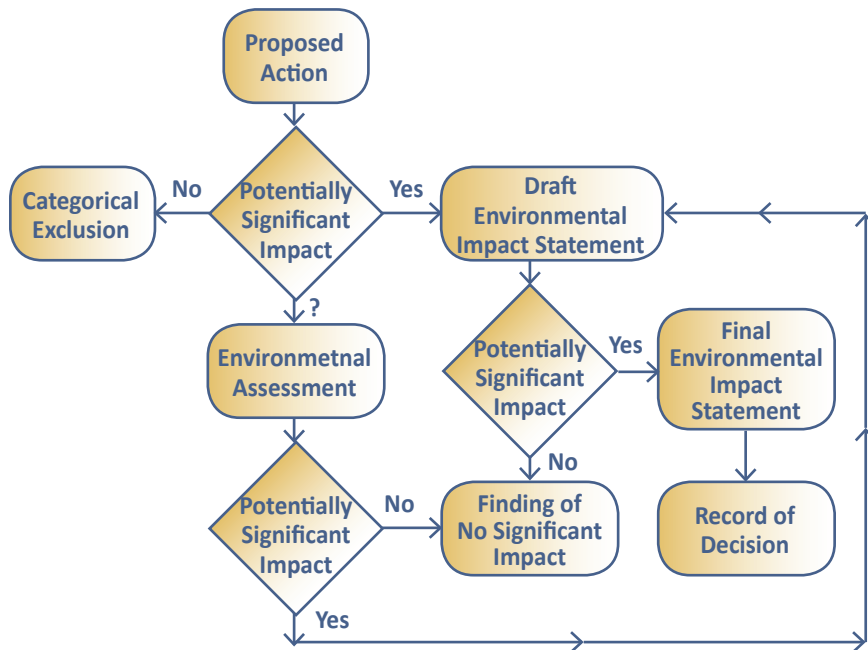 Proposed
Action
No
Categorical
Exclusion
Potentially
Significant
Impact
Yes
Draft
Environmental
Impact Statement
?
Environmetnal
Assessment
Potentially
Significant
Impact
Yes
Final
Environmental
Impact
Statement
No
Potentially
Significant
Impact
No
Finding of
No Significant
Impact
Record of
Decision
Yes